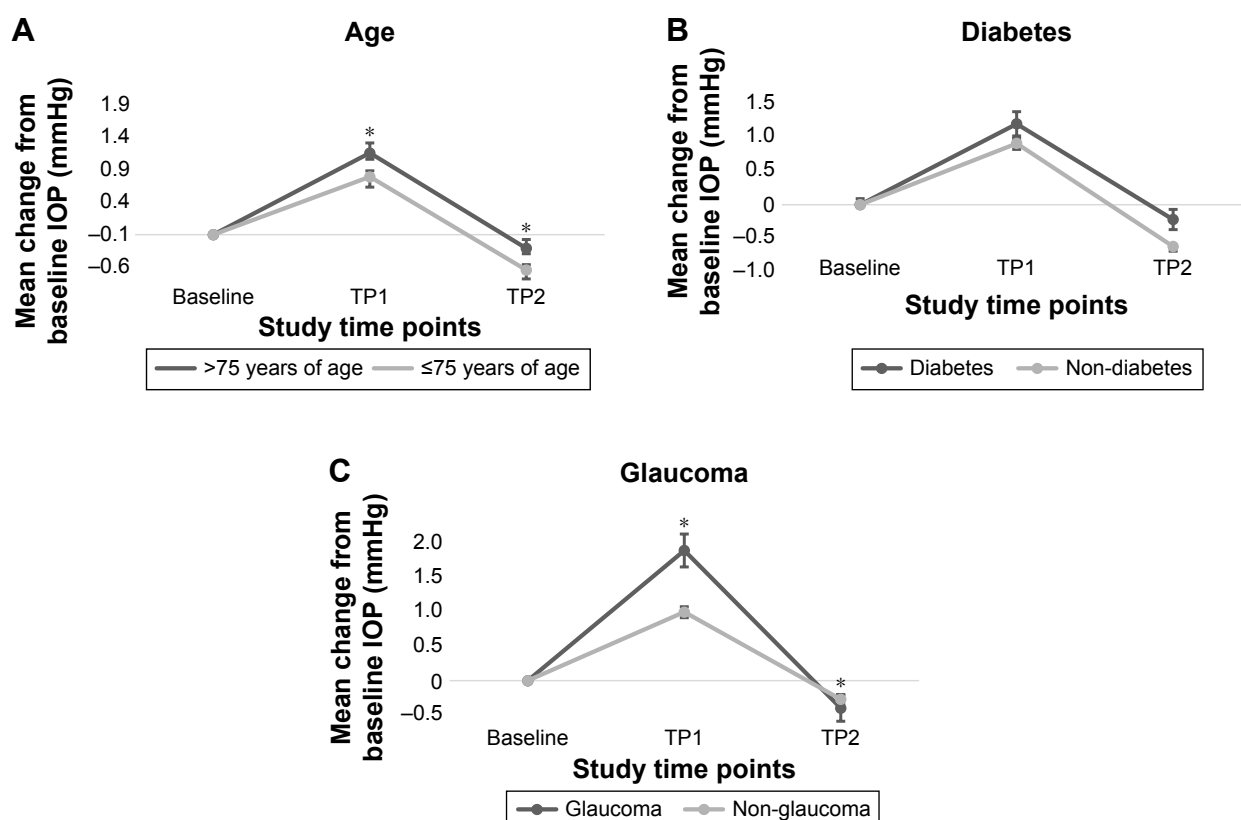 A
Age
Mean change from
baseline IOP (mmHg)
1.9
1.4
0.9
0.4
–0.1
–0.6
*
*
Baseline
TP1
TP2
Study time points
>75 years of age
≤75 years of age
B
Diabetes
Mean change from
baseline IOP (mmHg)
1.5
1.0
0.5
0
–0.5
–1.0
Baseline
TP1
TP2
Study time points
Diabetes
Non-diabetes
C
Glaucoma
Mean change from
baseline IOP (mmHg)
2.0
1.5
1.0
0.5
0
–0.5
*
*
Baseline
TP1
TP2
Study time points
Glaucoma
Non-glaucoma